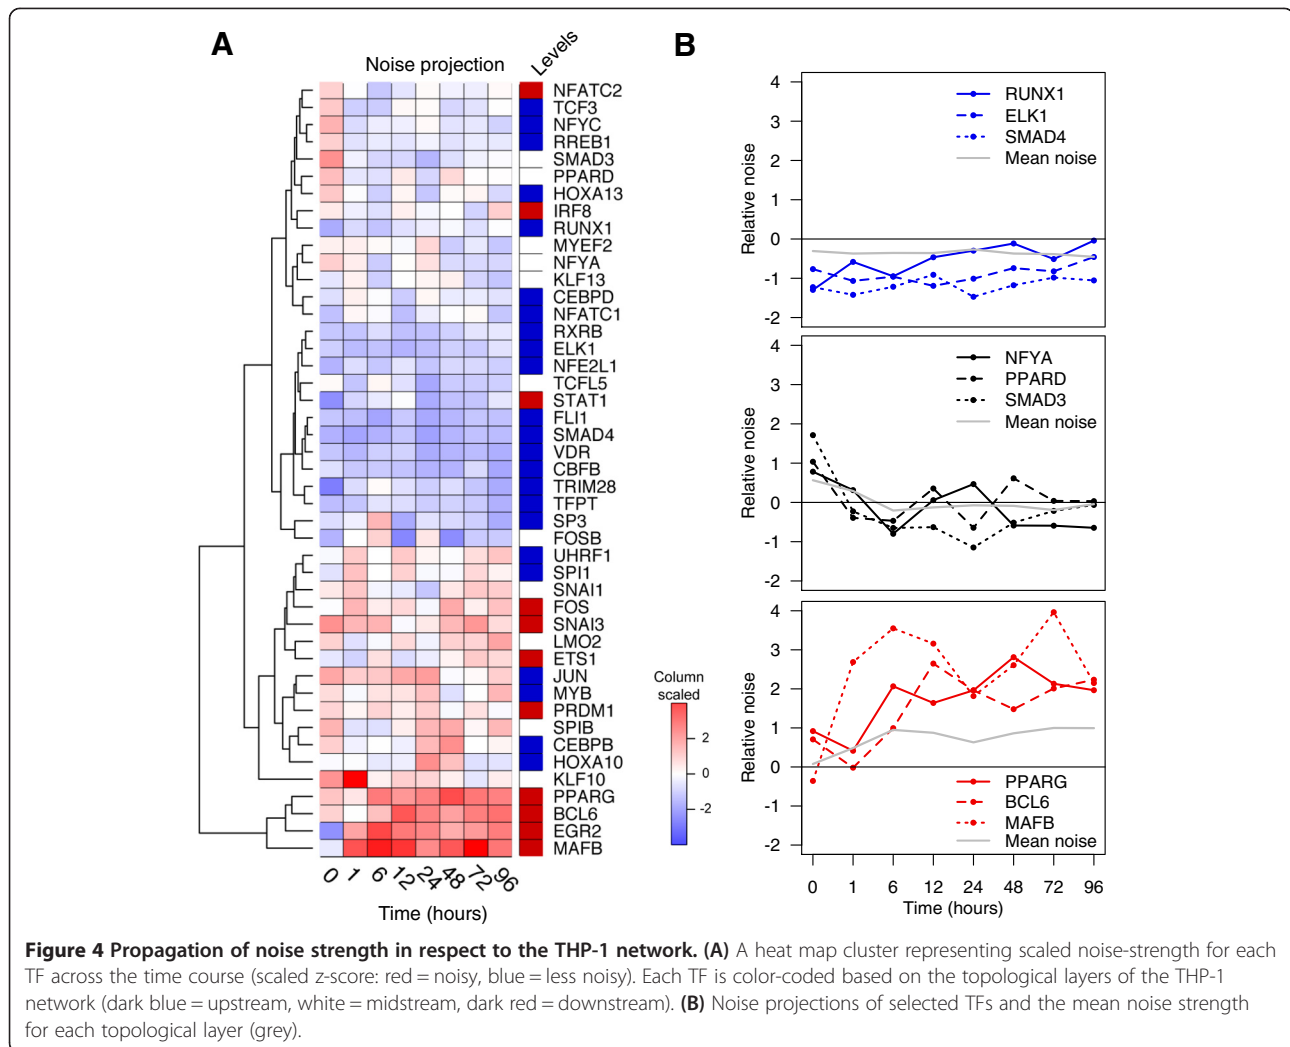 A
Noise projection
Levels
NFATC2
TCF3
NFYC
RREB1
SMAD3
PPARD
HOXA13
IRF8
RUNX1
MYEF2
NFYA
KLF13
CEBPD
NFATC1
RXRB
ELK1
NFE2L1
TCFL5
STAT1
FLI1
SMAD4
VDR
CBFB
TRIM28
TFPT
SP3
FOSB
UHRF1
SPI1
SNAI1
FOS
SNAI3
LMO2
ETS1
JUN
MYB
PRDM1
SPIB
CEBPB
HOXA10
KLF10
PPARG
BCL6
EGR2
MAFB
0 1 6 12 24 48 72 96
Time (hours)
Column
scaled
2
0
-2
B
4
3
2
1
0
-1
-2
Relative noise
RUNX1
ELK1
SMAD4
Mean noise
4
3
2
1
0
-1
-2
Relative noise
NFYA
PPARD
SMAD3
Mean noise
4
3
2
1
0
-1
-2
Relative noise
PPARG
BCL6
MAFB
Mean noise
0 1 6 12 24 48 72 96
Time (hours)
Figure 4 Propagation of noise strength in respect to the THP-1 network. (A) A heat map cluster representing scaled noise-strength for each
TF across the time course (scaled z-score: red = noisy, blue = less noisy). Each TF is color-coded based on the topological layers of the THP-1
network (dark blue = upstream, white = midstream, dark red = downstream). (B) Noise projections of selected TFs and the mean noise strength
for each topological layer (grey).